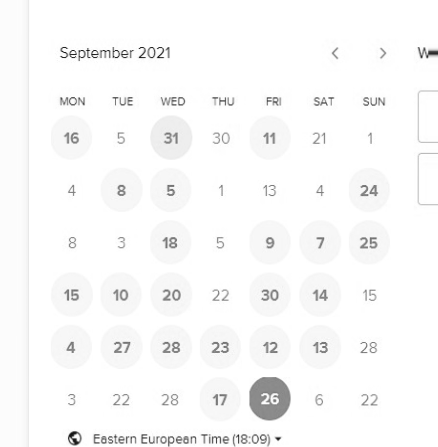 September 2021
MON TUE WED THU FRI SAT SUN
16 5 31 30 11 21 1
4 8 5 1 13 4 24
8 3 18 5 9 7 25
15 10 20 22 30 14 15
4 27 28 23 12 13 28
3 22 28 17 26 6 22
Eastern European Time (18:09)